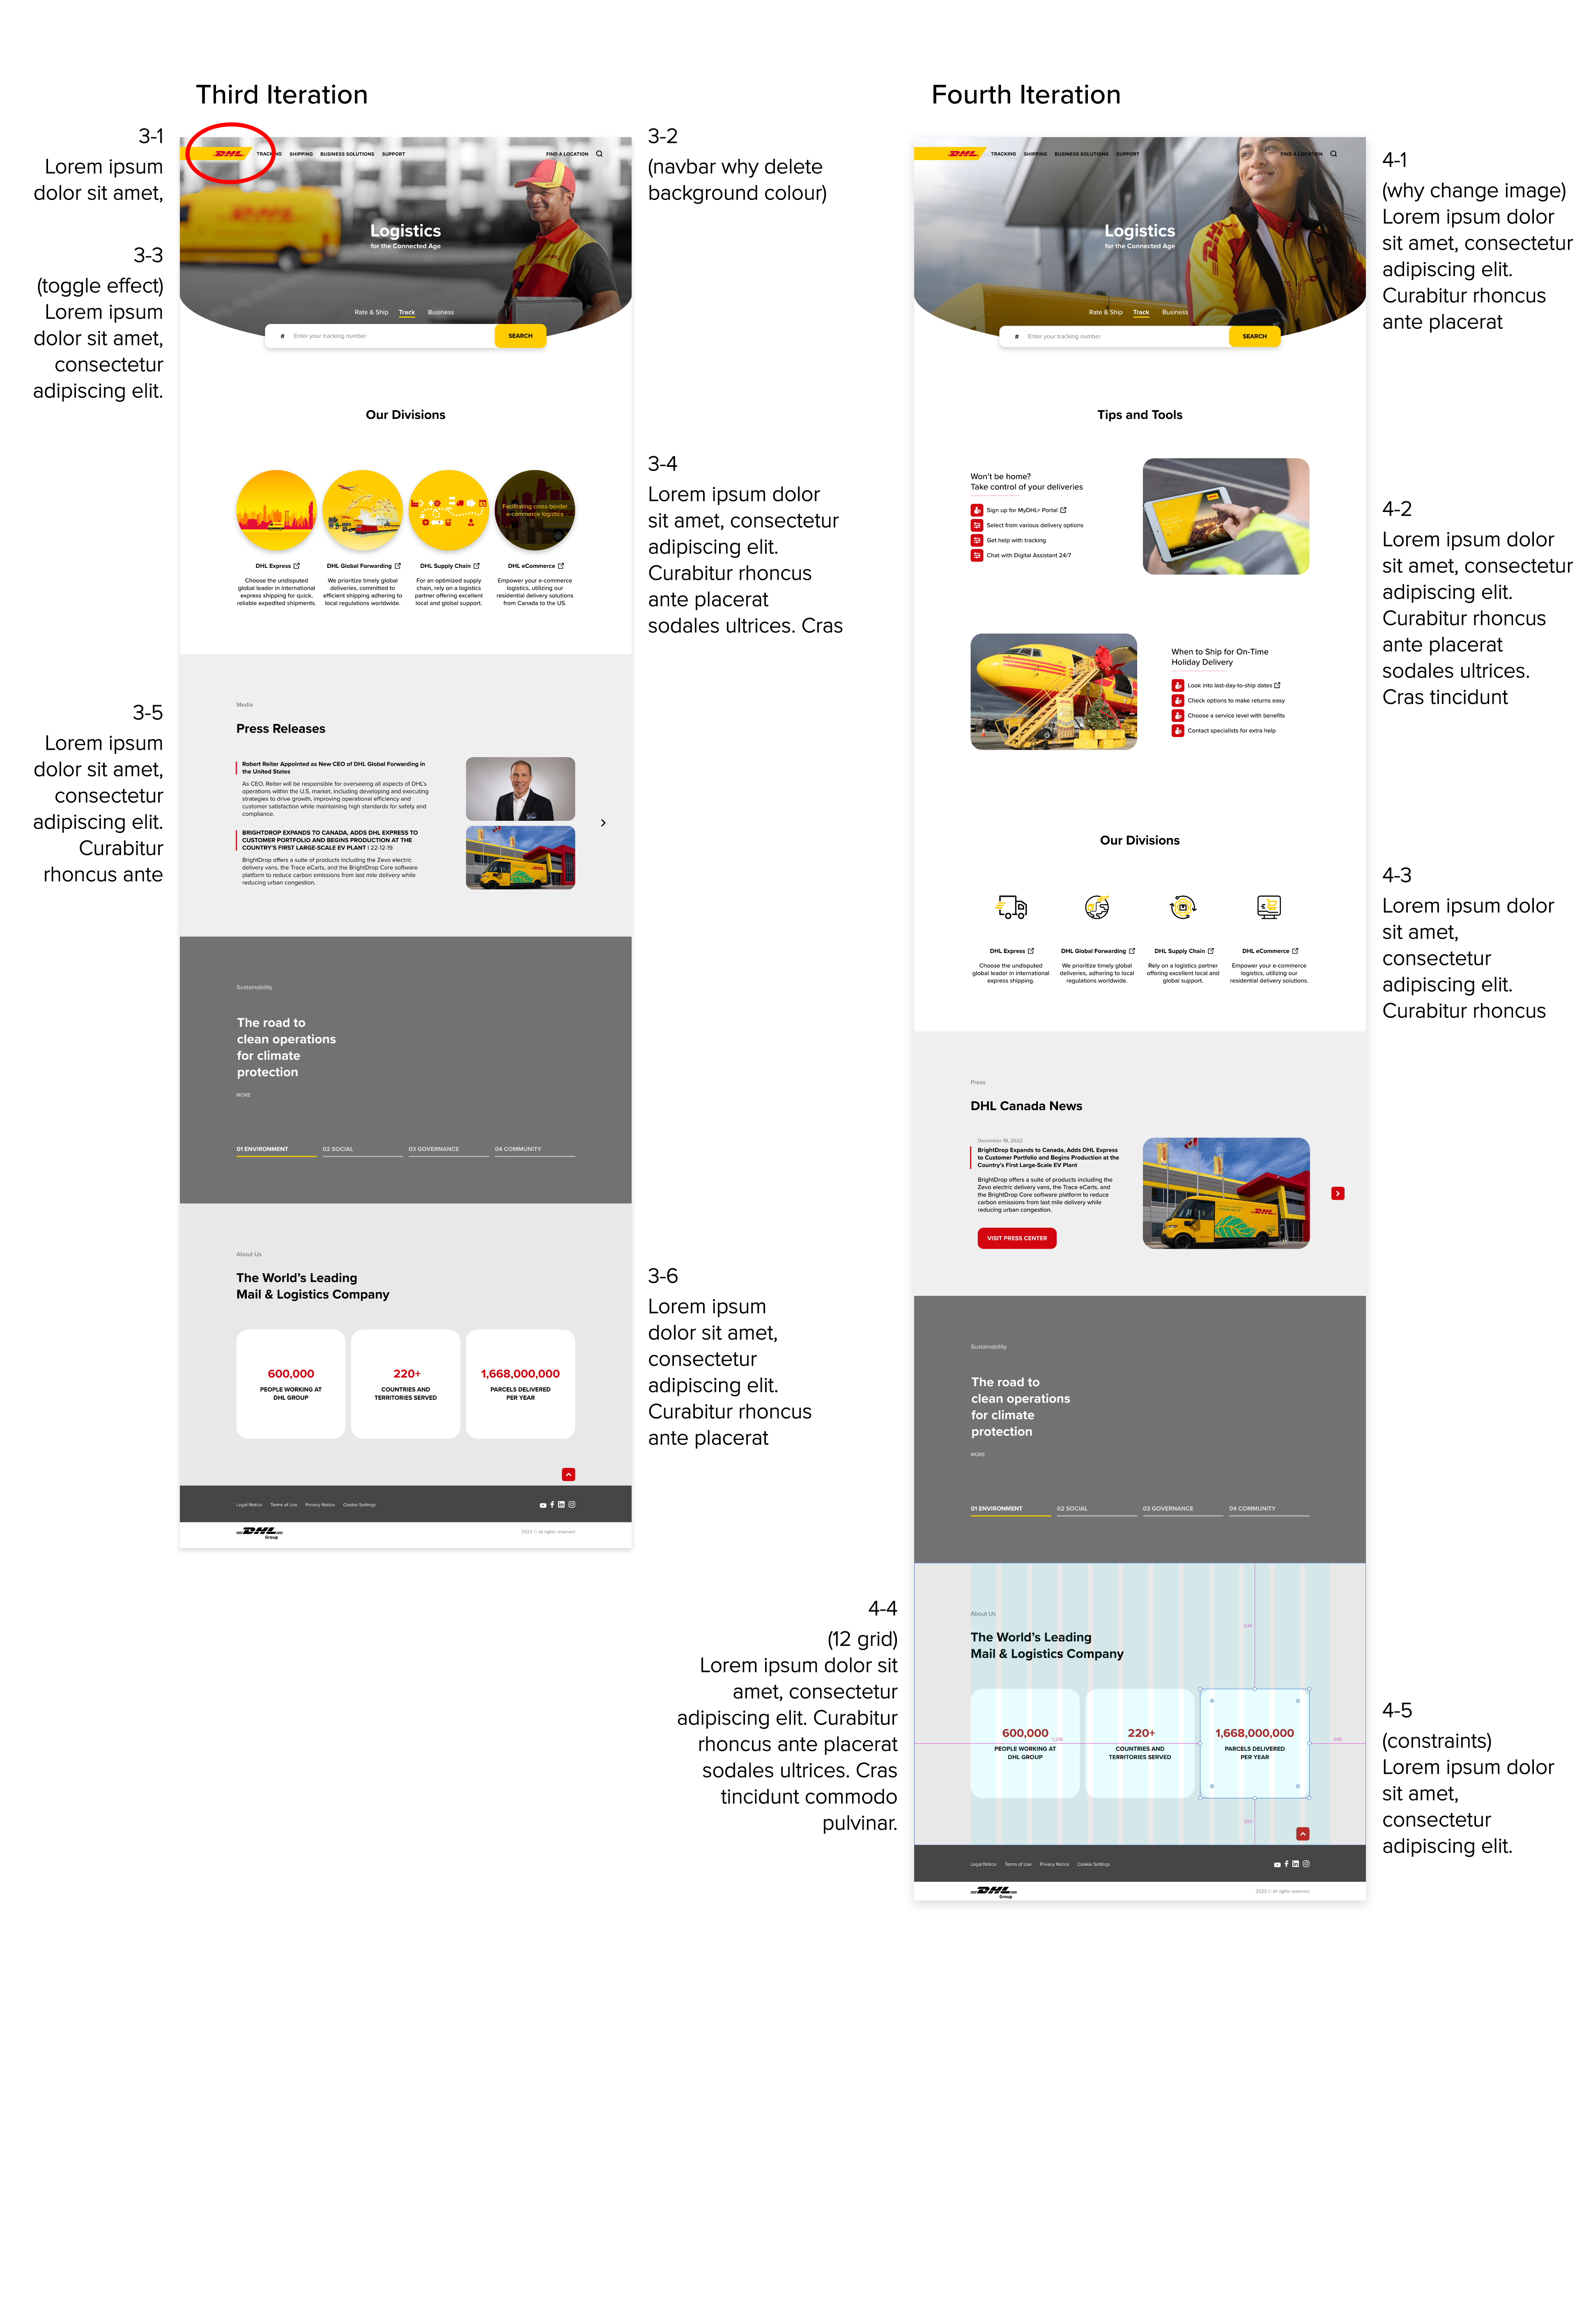 Third Iteration
3-1
Lorem ipsum
dolor sit amet,
3-3
(toggle effect)
Lorem ipsum
dolor sit amet,
consectetur
adipiscing elit.
3-5
Lorem ipsum
dolor sit amet,
consectetur
adipiscing elit.
Curabitur
rhoncus ante
DHL
TRACKING SHIPPING BUSINESS SOLUTIONS SUPPORT FIND A LOCATION
Logistics
for the Connected Age
Rate & Ship Track Business
# Enter your tracking number SEARCH
Our Divisions
Facilitating cross-border
e-commerce logistics
DHL Express
Choose the undisputed
global leader in international
express shipping for quick,
reliable expedited shipments.
DHL Global Forwarding
We prioritize timely global
deliveries, committed to
efficient shipping adhering to
local regulations worldwide.
DHL Supply Chain
For an optimized supply
chain, rely on a logistics
partner offering excellent
local and global support.
DHL eCommerce
Empower your e-commerce
logistics, utilizing our
residential delivery solutions
from Canada to the US.
Media
Press Releases
Robert Reiter Appointed as New CEO of DHL Global Forwarding in
the United States
As CEO, Reiter will be responsible for overseeing all aspects of DHL's
operations within the U.S. market, including developing and executing
strategies to drive growth, improving operational efficiency and
customer satisfaction while maintaining high standards for safety and
compliance.
BRIGHTDROP EXPANDS TO CANADA, ADDS DHL EXPRESS TO
CUSTOMER PORTFOLIO AND BEGINS PRODUCTION AT THE
COUNTRY'S FIRST LARGE-SCALE EV PLANT | 22-12-19
BrightDrop offers a suite of products including the Zevo electric
delivery vans, the Trace eCarts, and the BrightDrop Core software
platform to reduce carbon emissions from last mile delivery while
reducing urban congestion.
Sustainability
The road to
clean operations
for climate
protection
MORE
01 ENVIRONMENT 02 SOCIAL 03 GOVERNANCE 04 COMMUNITY
About Us
The World's Leading
Mail & Logistics Company
600,000
PEOPLE WORKING AT
DHL GROUP
220+
COUNTRIES AND
TERRITORIES SERVED
1,668,000,000
PARCELS DELIVERED
PER YEAR
Legal Notice Terms of Use Privacy Notice Cookie Settings
DHL
Group
2023 © all rights reserved
3-2
(navbar why delete
background colour)
3-4
Lorem ipsum dolor
sit amet, consectetur
adipiscing elit.
Curabitur rhoncus
ante placerat
sodales ultrices. Cras
3-6
Lorem ipsum
dolor sit amet,
consectetur
adipiscing elit.
Curabitur rhoncus
ante placerat
Fourth Iteration
DHL
TRACKING SHIPPING BUSINESS SOLUTIONS SUPPORT FIND A LOCATION
Logistics
for the Connected Age
Rate & Ship Track Business
# Enter your tracking number SEARCH
Tips and Tools
Won't be home?
Take control of your deliveries
Sign up for MyDHL+ Portal
Select from various delivery options
Get help with tracking
Chat with Digital Assistant 24/7
When to Ship for On-Time
Holiday Delivery
Look into last-day-to-ship dates
Check options to make returns easy
Choose a service level with benefits
Contact specialists for extra help
Our Divisions
DHL Express
Choose the undisputed
global leader in international
express shipping.
DHL Global Forwarding
We prioritize timely global
deliveries, adhering to local
regulations worldwide.
DHL Supply Chain
Rely on a logistics partner
offering excellent local and
global support.
DHL eCommerce
Empower your e-commerce
logistics, utilizing our
residential delivery solutions.
Press
DHL Canada News
December 19, 2022
BrightDrop Expands to Canada, Adds DHL Express
to Customer Portfolio and Begins Production at the
Country's First Large-Scale EV Plant
BrightDrop offers a suite of products including the
Zevo electric delivery vans, the Trace eCarts, and
the BrightDrop Core software platform to reduce
carbon emissions from last mile delivery while
reducing urban congestion.
VISIT PRESS CENTER
Sustainability
The road to
clean operations
for climate
protection
MORE
01 ENVIRONMENT 02 SOCIAL 03 GOVERNANCE 04 COMMUNITY
About Us
The World's Leading
Mail & Logistics Company
600,000
PEOPLE WORKING AT
DHL GROUP
220+
COUNTRIES AND
TERRITORIES SERVED
1,668,000,000
PARCELS DELIVERED
PER YEAR
Legal Notice Terms of Use Privacy Notice Cookie Settings
DHL
Group
2023 © all rights reserved
4-4
(12 grid)
Lorem ipsum dolor sit
amet, consectetur
adipiscing elit. Curabitur
rhoncus ante placerat
sodales ultrices. Cras
tincidunt commodo
pulvinar.
4-1
(why change image)
Lorem ipsum dolor
sit amet, consectetur
adipiscing elit.
Curabitur rhoncus
ante placerat
4-2
Lorem ipsum dolor
sit amet, consectetur
adipiscing elit.
Curabitur rhoncus
ante placerat
sodales ultrices.
Cras tincidunt
4-3
Lorem ipsum dolor
sit amet,
consectetur
adipiscing elit.
Curabitur rhoncus
4-5
(constraints)
Lorem ipsum dolor
sit amet,
consectetur
adipiscing elit.